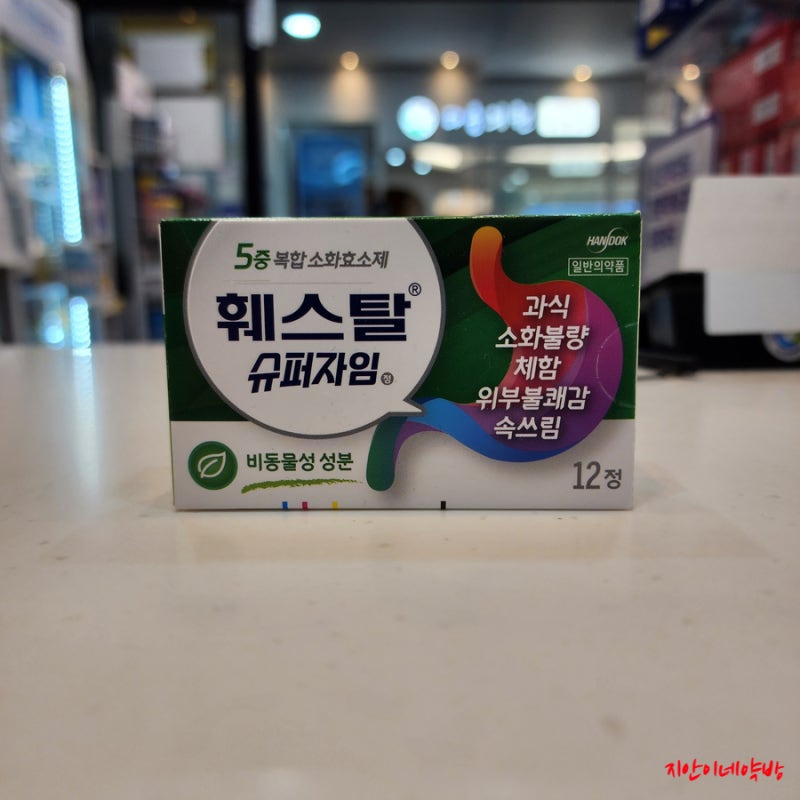 5중 복합 소화효소제
훼스탈®
슈퍼자임 정
비동물성 성분
HANDOK
일반의약품
과식
소화불량
체함
위부불쾌감
속쓰림
12정
지안이네약방